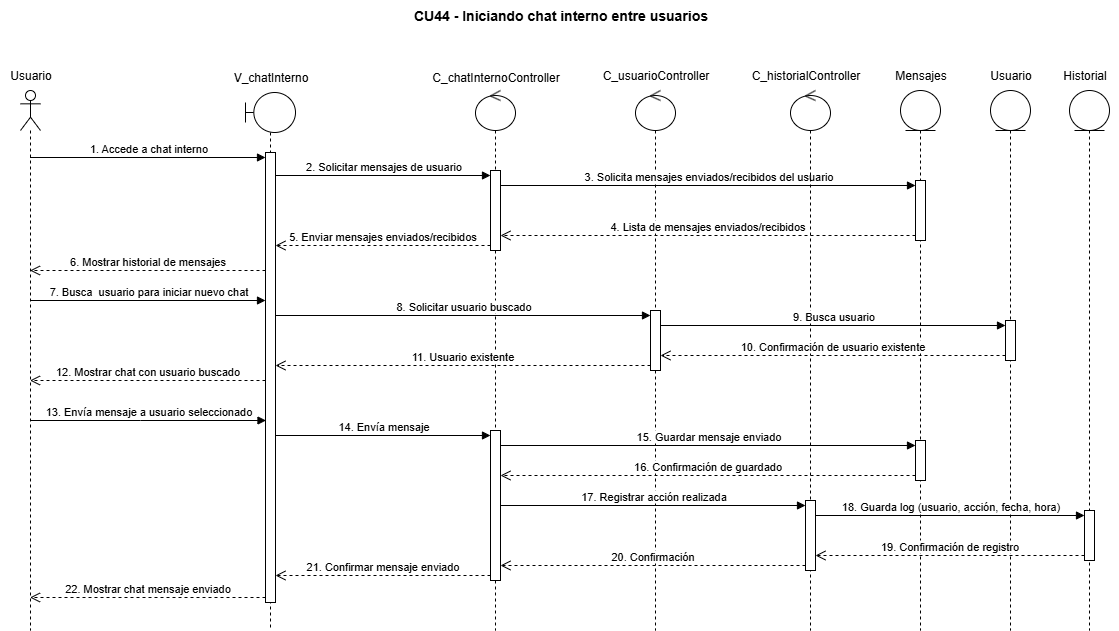 CU44 - Iniciando chat interno entre usuarios
Usuario
V_chatInterno
C_chatInternoController
C_usuarioController
C_historialController
Mensajes
Usuario
Historial
1. Accede a chat interno
2. Solicitar mensajes de usuario
3. Solicita mensajes enviados/recibidos del usuario
4. Lista de mensajes enviados/recibidos
5. Enviar mensajes enviados/recibidos
6. Mostrar historial de mensajes
7. Busca usuario para iniciar nuevo chat
8. Solicitar usuario buscado
9. Busca usuario
10. Confirmación de usuario existente
11. Usuario existente
12. Mostrar chat con usuario buscado
13. Envía mensaje a usuario seleccionado
14. Envía mensaje
15. Guardar mensaje enviado
16. Confirmación de guardado
17. Registrar acción realizada
18. Guarda log (usuario, acción, fecha, hora)
19. Confirmación de registro
20. Confirmación
21. Confirmar mensaje enviado
22. Mostrar chat mensaje enviado